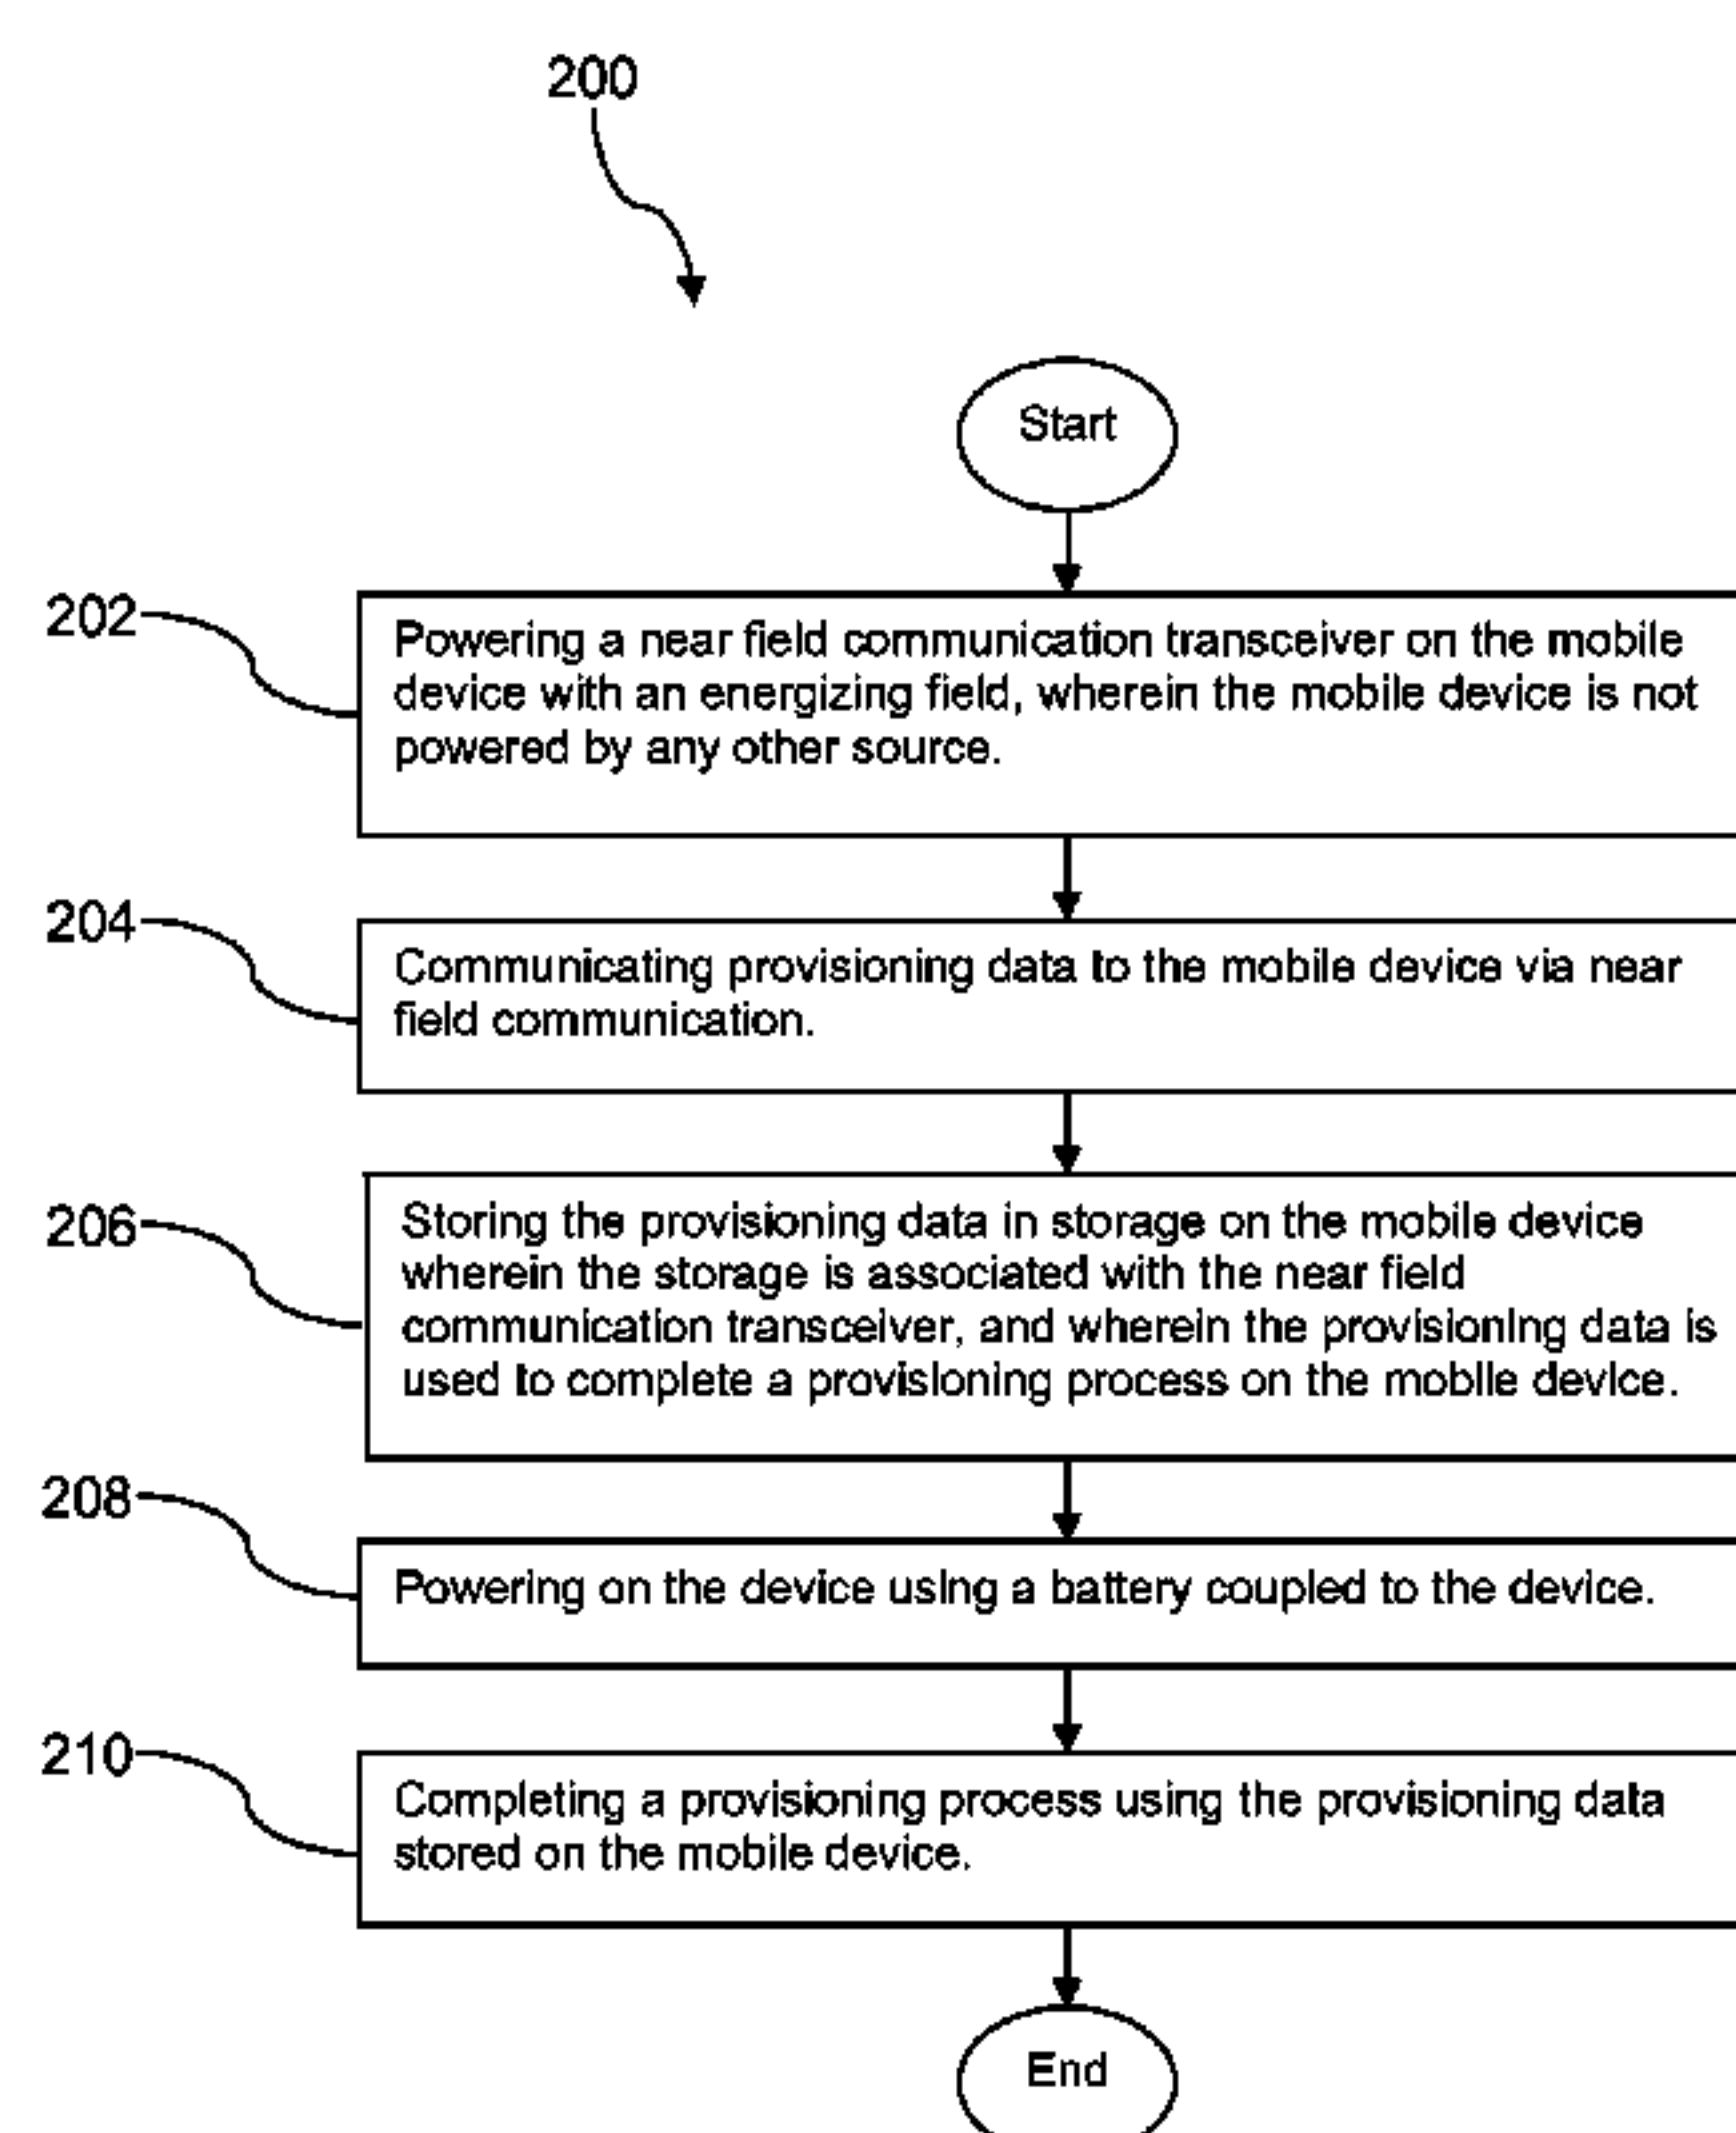 200
Start
202
Powering a near field communication transceiver on the mobile
device with an energizing field, wherein the mobile device is not
powered by any other source.
204
Communicating provisioning data to the mobile device via near
field communication.
206
Storing the provisioning data in storage on the mobile device
wherein the storage is associated with the near field
communication transceiver, and wherein the provisioning data is
used to complete a provisioning process on the mobile device.
208
Powering on the device using a battery coupled to the device.
210
Completing a provisioning process using the provisioning data
stored on the mobile device.
End